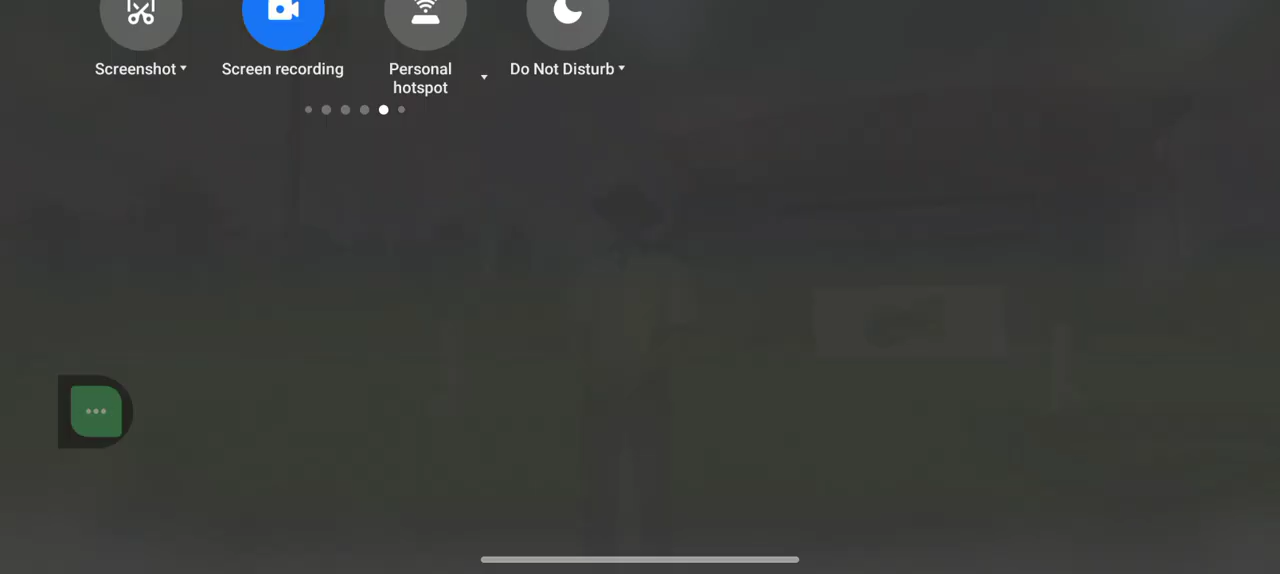 Screenshot
Screen recording
Personal
hotspot
Do Not Disturb